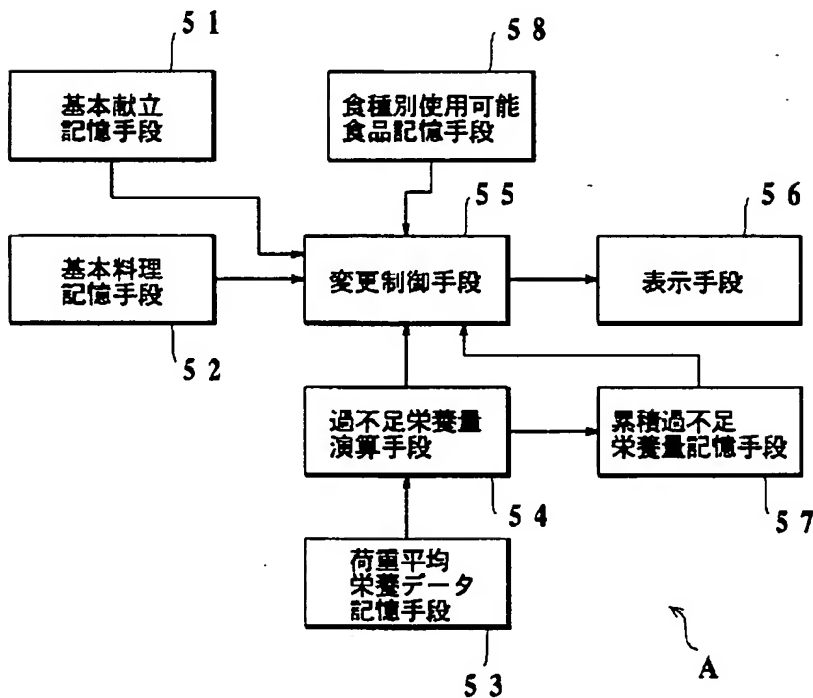 51
58
基本献立
記憶手段
食種別使用可能
食品記憶手段
55
56
基本料理
記憶手段
変更制御手段
表示手段
52
過不足栄養量
演算手段
累積過不足
栄養量記憶手段
54
57
荷重平均
栄養データ
記憶手段
53
A